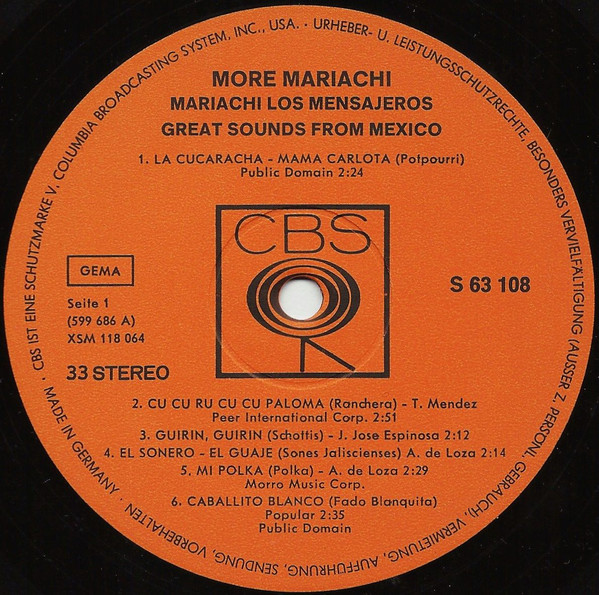 CBS IST EINE SCHUTZMARKE V. COLUMBIA BROADCASTING SYSTEM, INC., USA. · URHEBER- U. LEISTUNGSSCHUTZRECHTE, BESONDERS VERVIELFÄLTIGUNG (AUSSER Z. PERSÖNL. GEBRAUCH), VERMIETUNG, AUFFÜHRUNG, SENDUNG, VORBEHALTEN · MADE IN GERMANY ·
MORE MARIACHI
MARIACHI LOS MENSAJEROS
GREAT SOUNDS FROM MEXICO
1. LA CUCARACHA - MAMA CARLOTA (Potpourri)
Public Domain 2:24
CBS
GEMA
Seite 1
(599 686 A)
XSM 118 064
33 STEREO
S 63 108
2. CU CU RU CU CU PALOMA (Ranchera) - T. Mendez
Peer International Corp. 2:51
3. GUIRIN, GUIRIN (Schottis) - J. Jose Espinosa 2:12
4. EL SONERO - EL GUAJE (Sones Jaliscienses) A. de Loza 2:14
5. MI POLKA (Polka) - A. de Loza 2:29
Morro Music Corp.
6. CABALLITO BLANCO (Fado Blanquita)
Popular 2:35
Public Domain